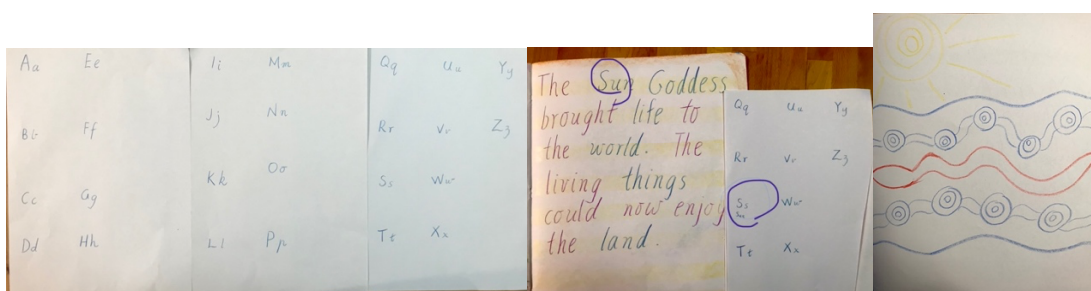 Aa Ee
Bb Ff
Cc Gg
Dd Hh
Ii Mm
Jj Nn
Kk Oo
Ll Pp
Qq Uu Yy
Rr Vv Zz
Ss Ww
Tt Xx
The Sun Goddess
brought life to
the world. The
living things
could now enjoy
the land.
Qq Uu Yy
Rr Vv Zz
Ss Ww
Sun
Tt Xx